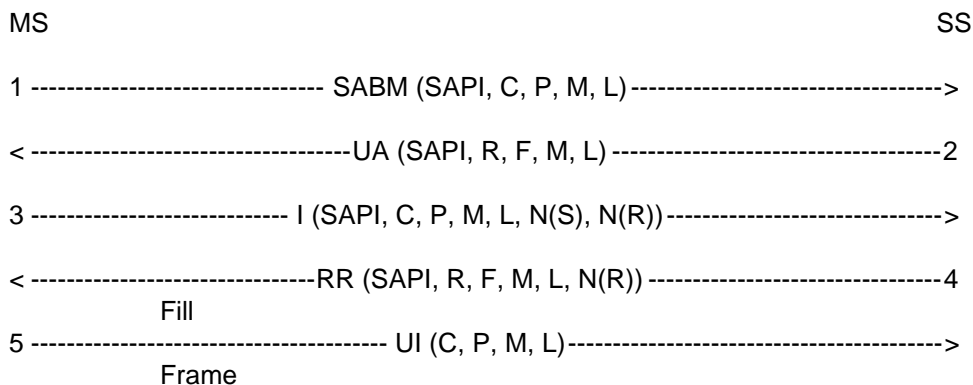 MS SS
1 --------------------------------- SABM (SAPI, C, P, M, L)----------------------------------->
< ------------------------------------UA (SAPI, R, F, M, L) -------------------------------------2
3 ----------------------------- I (SAPI, C, P, M, L, N(S), N(R))------------------------------->
< --------------------------------RR (SAPI, R, F, M, L, N(R)) ---------------------------------4
Fill
5 ---------------------------------------- UI (C, P, M, L)------------------------------------------>
Frame